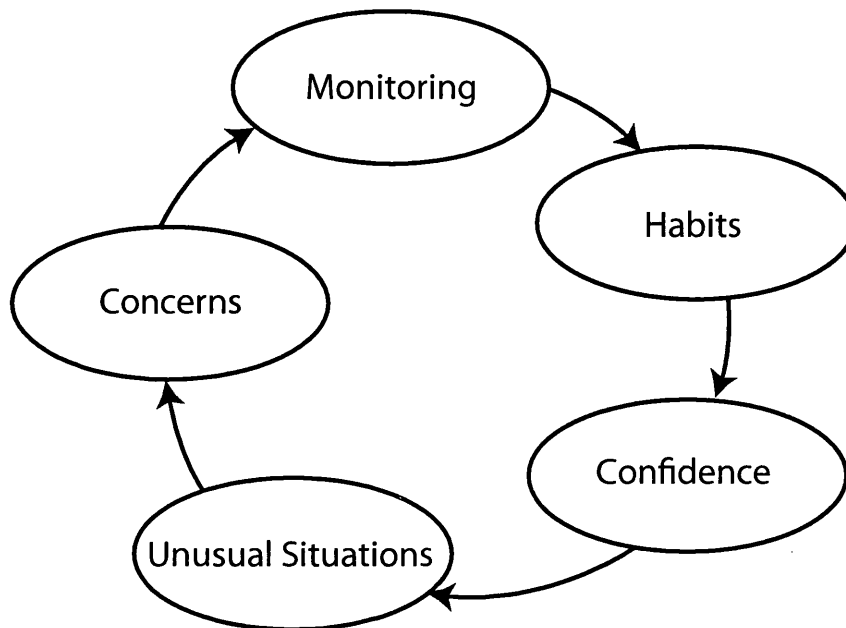 Monitoring
Habits
Confidence
Unusual Situations
Concerns